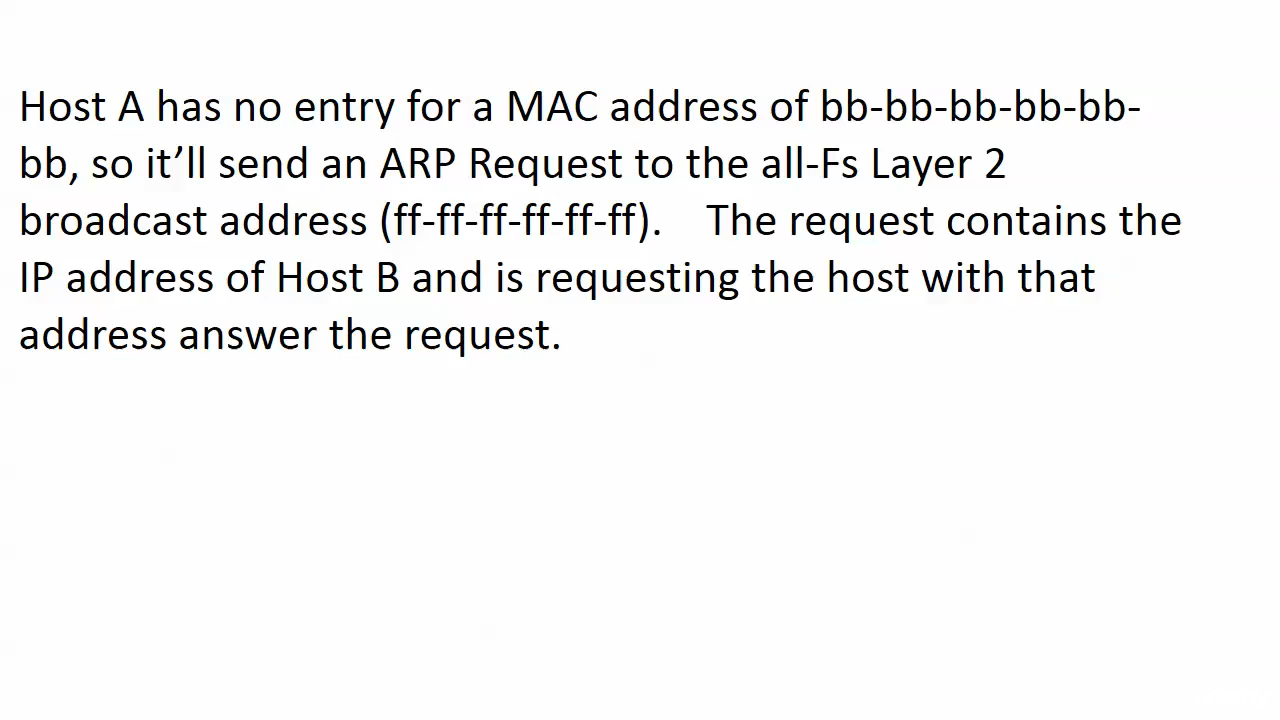 Host A has no entry for a MAC address of bb-bb-bb-bb-bb-
bb, so it’ll send an ARP Request to the all-Fs Layer 2
broadcast address (ff-ff-ff-ff-ff-ff).    The request contains the
IP address of Host B and is requesting the host with that
address answer the request.